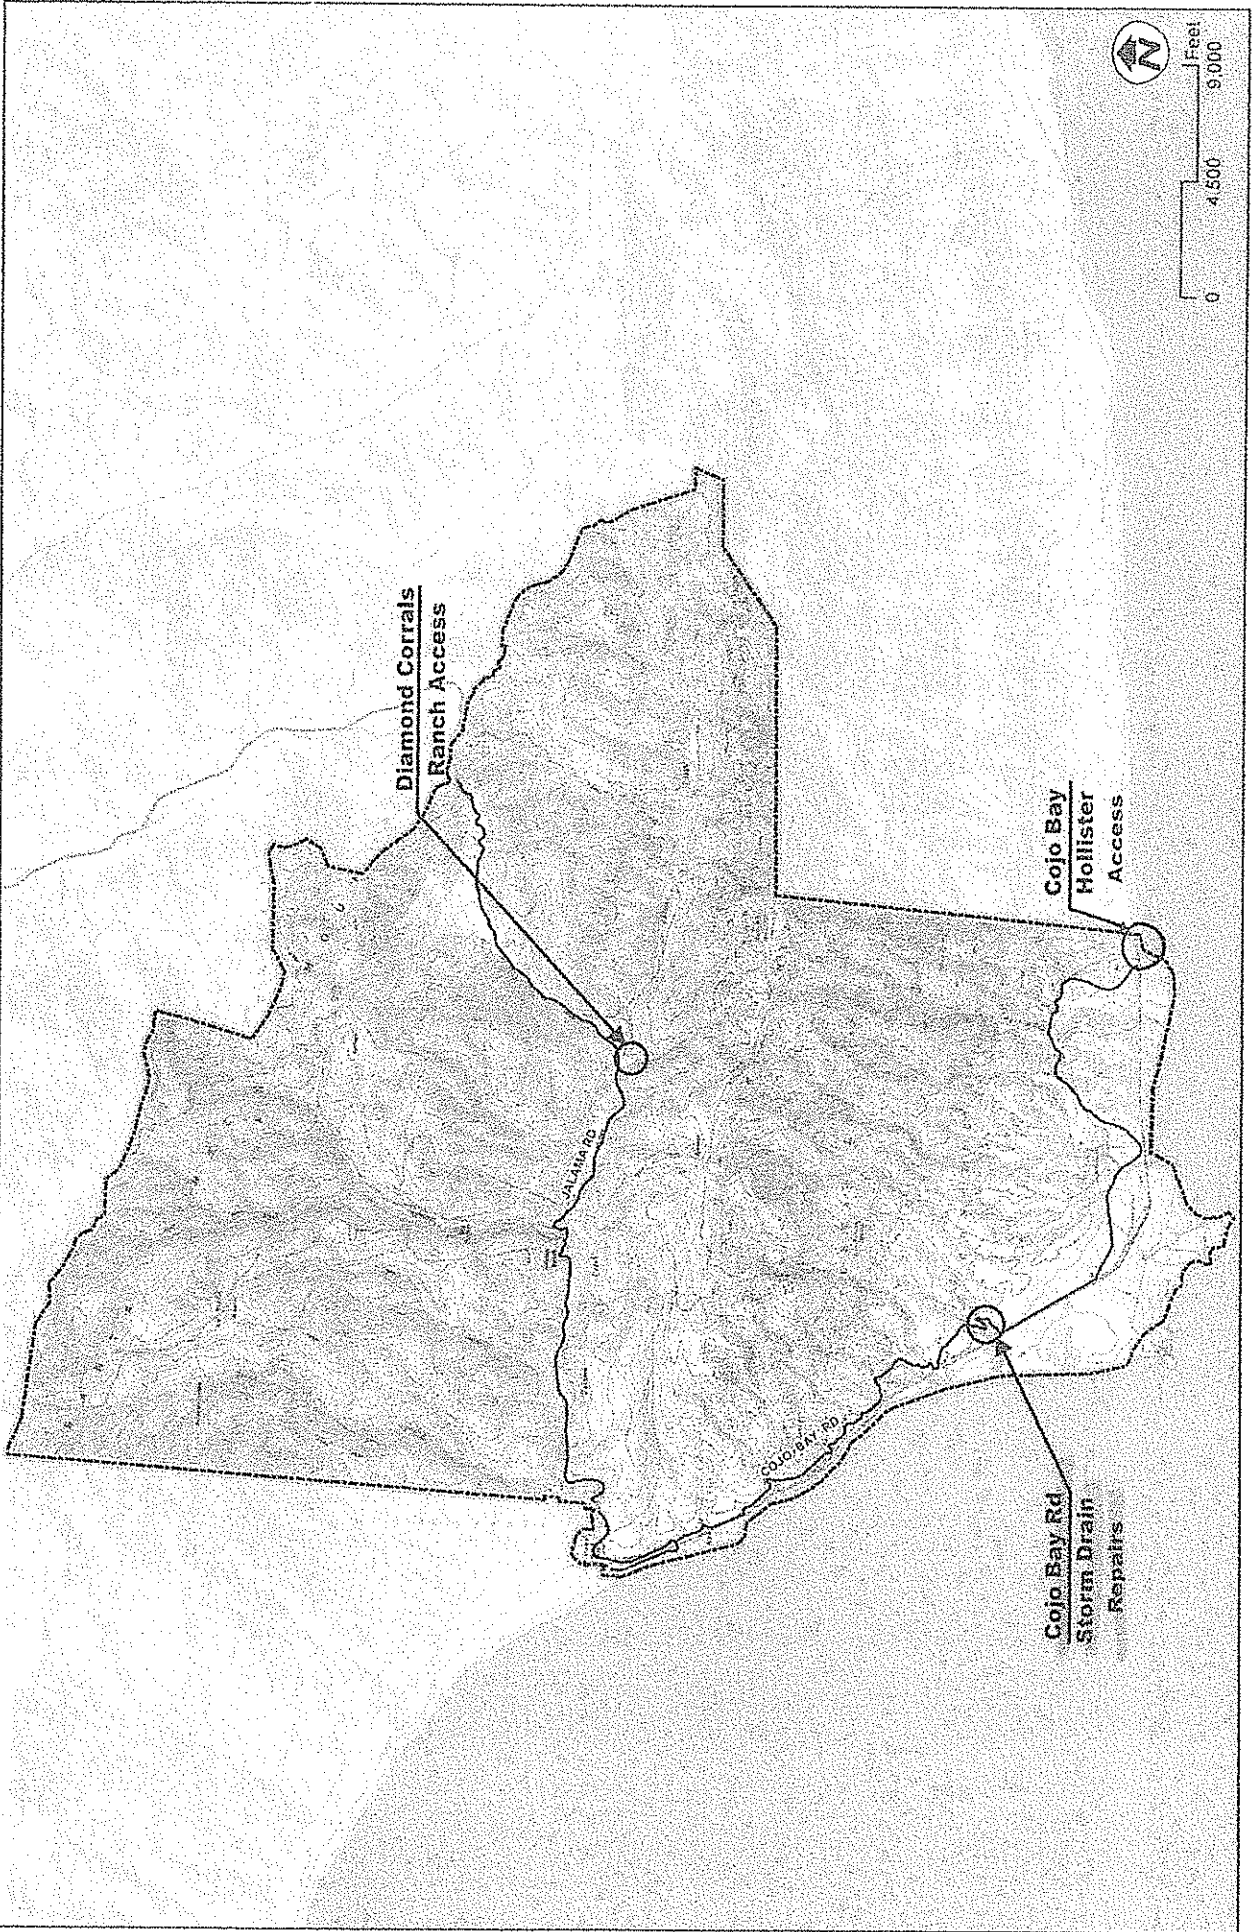 Diamond Corrals
Ranch Access
JALAMA RD
COJO BAY RD
Cojo Bay Rd
Storm Drain
Repairs
Cojo Bay
Hollister
Access
N
Feet
0 4,500 9,000